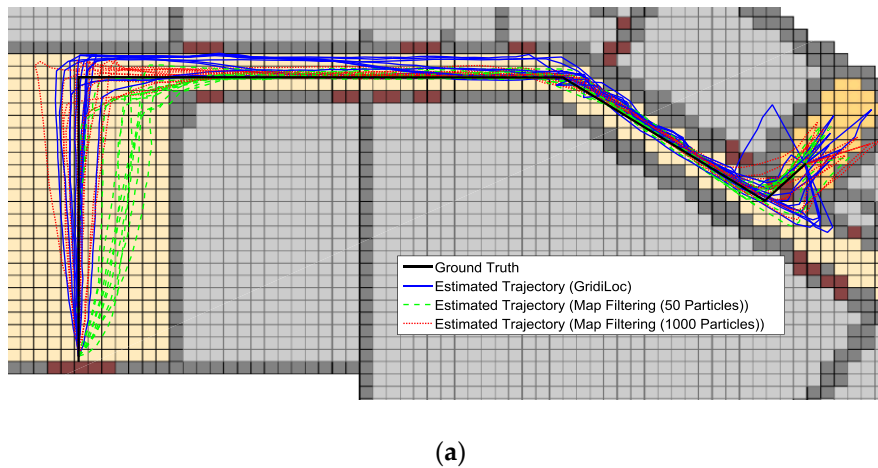 Ground Truth
Estimated Trajectory (GridiLoc)
Estimated Trajectory (Map Filtering (50 Particles))
Estimated Trajectory (Map Filtering (1000 Particles))
(a)